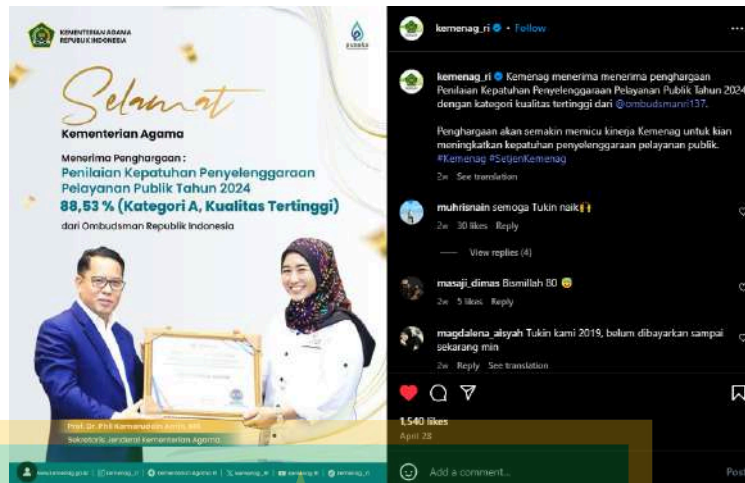 KEMENTERIAN AGAMA
REPUBLIK INDONESIA
pusaka
Selamat
Kementerian Agama
Menerima Penghargaan :
Penilaian Kepatuhan Penyelenggaraan
Pelayanan Publik Tahun 2024
88,53 % (Kategori A, Kualitas Tertinggi)
dari Ombudsman Republik Indonesia
Sekretaris Jenderal Kementerian Agama
kemenag_ri • Follow
kemenag_ri Kemenag menerima menerima penghargaan
Penilaian Kepatuhan Penyelenggaraan Pelayanan Publik Tahun 2024
dengan kategori kualitas tertinggi dari @ombudsmanri137.
Penghargaan akan semakin memicu kinerja Kemenag untuk kian
meningkatkan kepatuhan penyelenggaraan pelayanan publik.
#Kemenag #SetjenKemenag
2w See translation
muhrisnain semoga Tukin naik🙌
2w 30 likes Reply
View replies (4)
masaji_dimas Bismillah 80
2w 5 likes Reply
magdalena_aisyah Tukin kami 2019, belum dibayarkan sampai
sekarang min
2w Reply See translation
1,540 likes
April 28
Add a comment...
Post